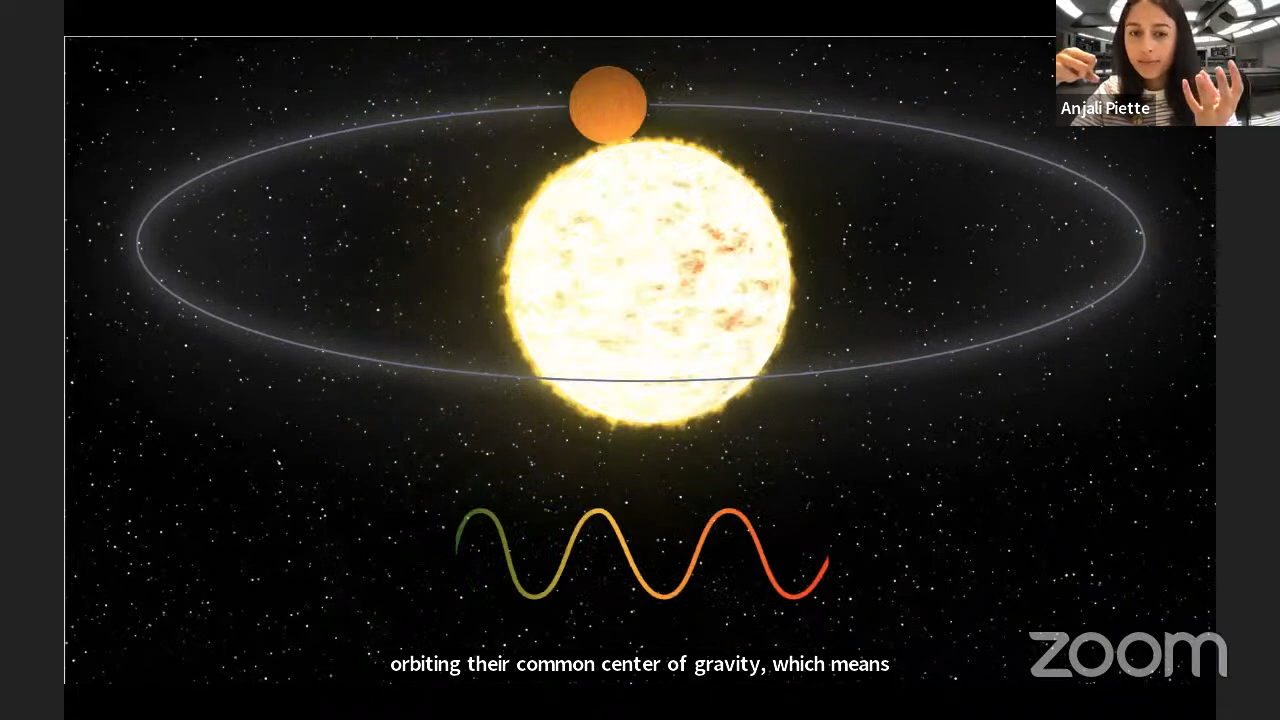 Anjali Piette
orbiting their common center of gravity, which means
zoom